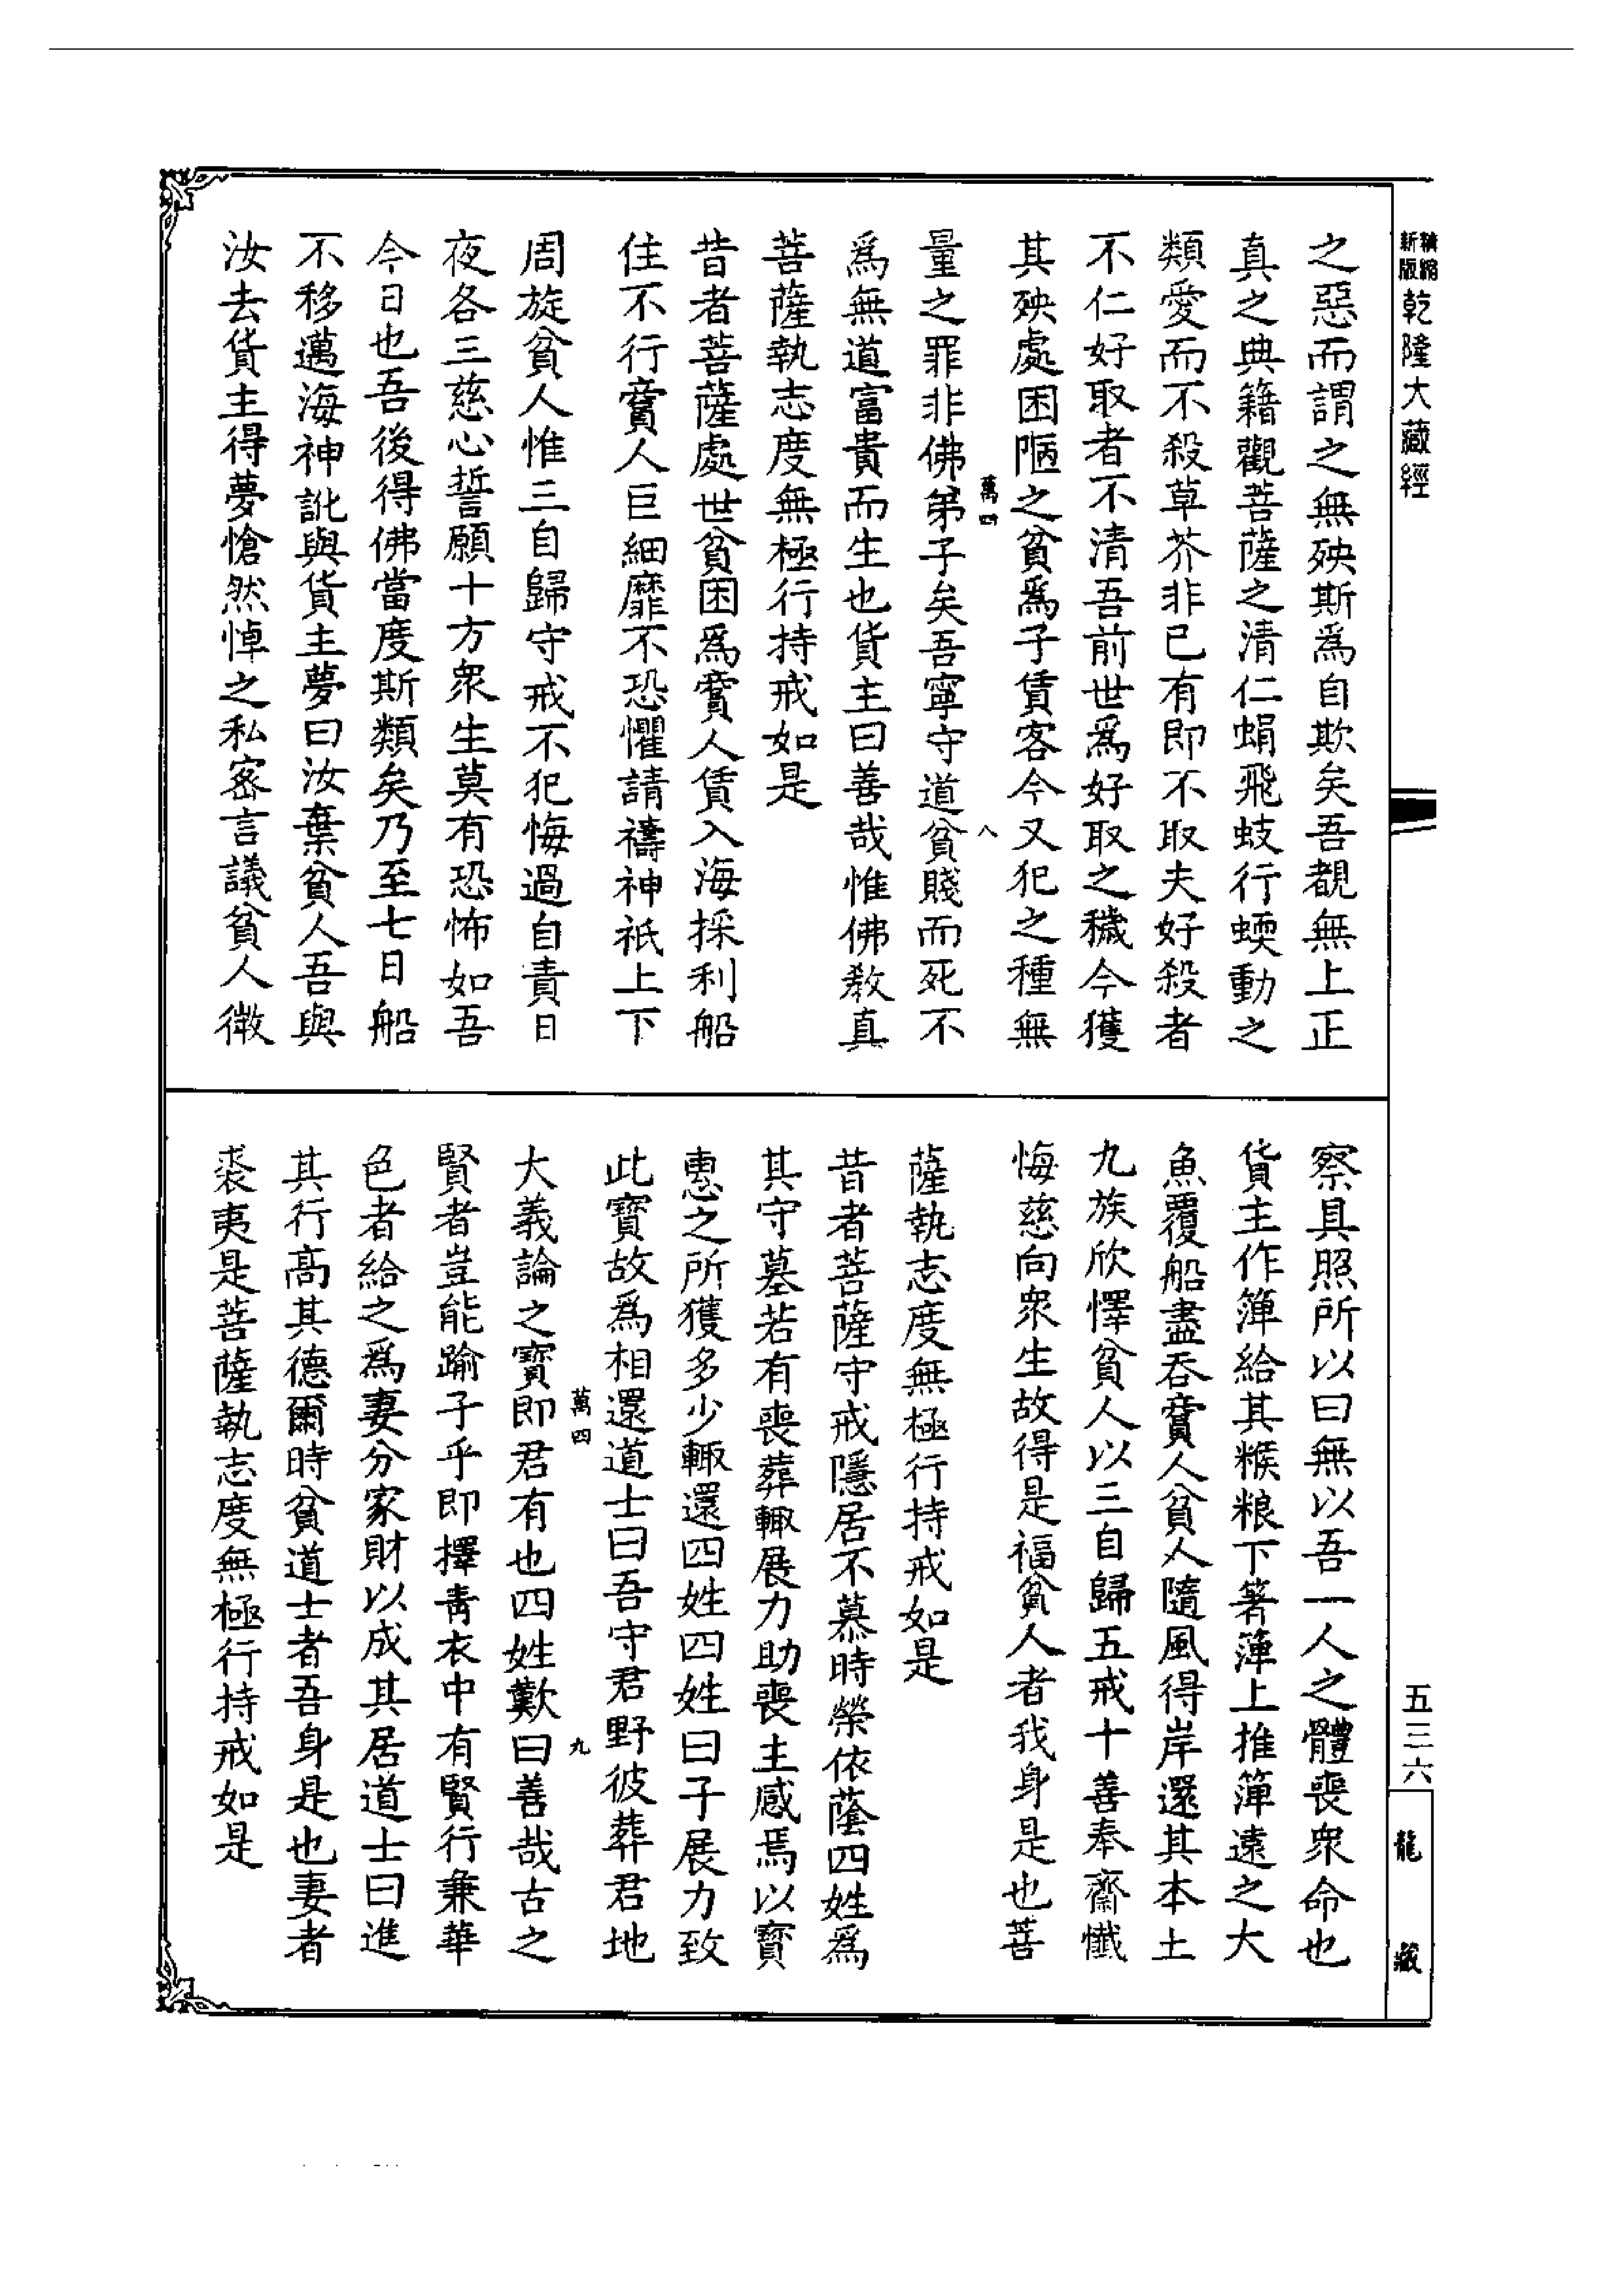 精縮
新版
乾隆大藏經
之惡而謂之無殃斯爲自欺矣吾覩無上正
真之典籍觀菩薩之清仁蜎飛蚑行蝡動之
類愛而不殺草芥非已有即不取夫好殺者
不仁好取者不清吾前世爲好取之穢今獲
其殃處困陋之貧爲子賃客今又犯之種無
萬四
八
量之罪非佛弟子矣吾寧守道貧賤而死不
爲無道富貴而生也貨主曰善哉惟佛教真
菩薩執志度無極行持戒如是
昔者菩薩處世貧困爲賔人賃入海採利船
住不行賔人巨細靡不恐懼請禱神祇上下
周旋貧人惟三自歸守戒不犯悔過自責日
夜各三慈心誓願十方衆生莫有恐怖如吾
今日也吾後得佛當度斯類矣乃至七日船
不移邁海神訛與貨主夢曰汝棄貧人吾與
汝去貨主得夢愴然悼之私密言議貧人微
察具照所以曰無以吾一人之體喪衆命也
貨主作簰給其糇粮下著簰上推簰遠之大
魚覆船盡吞賔人貧人隨風得岸還其本土
九族欣懌貧人以三自歸五戒十善奉齋懺
悔慈向衆生故得是福貧人者我身是也菩
薩執志度無極行持戒如是
昔者菩薩守戒隱居不慕時榮依蔭四姓爲
其守墓若有喪葬輒展力助喪主感焉以寶
惠之所獲多少輒還四姓四姓曰子展力致
此寶故爲相還道士曰吾守君野彼葬君地
萬四
九
大義論之寶即君有也四姓歎曰善哉古之
賢者豈能踰子乎即擇青衣中有賢行兼華
色者給之爲妻分家財以成其居道士曰進
其行高其德爾時貧道士者吾身是也妻者
裘夷是菩薩執志度無極行持戒如是
五三六
龍藏